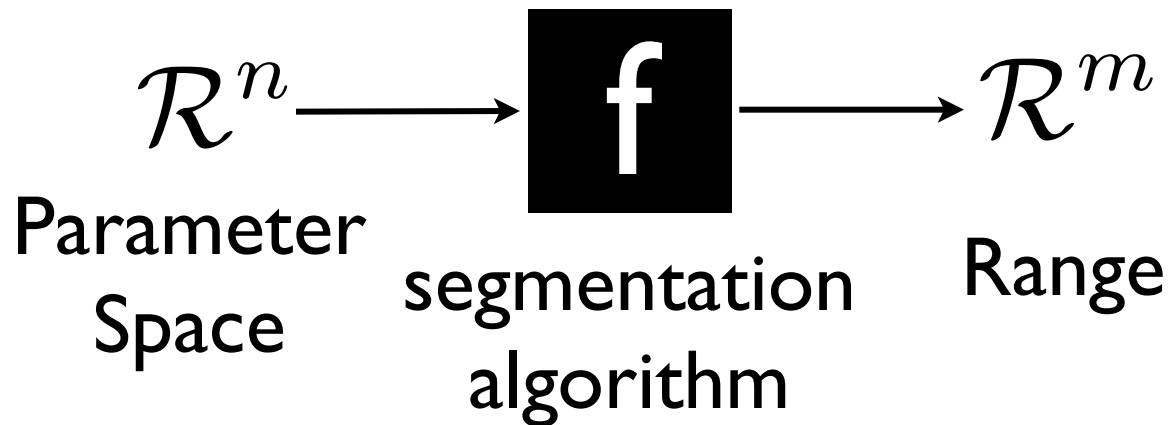 ℛⁿ
f
ℛᵐ
Parameter
Space
segmentation
algorithm
Range